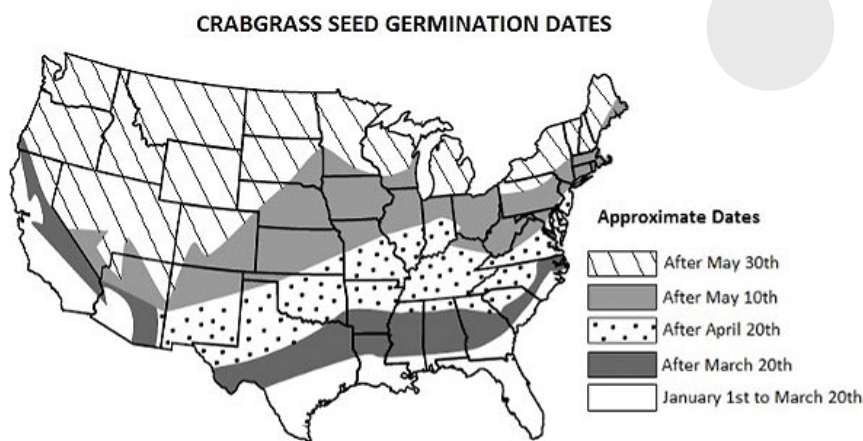 CRABGRASS SEED GERMINATION DATES
Approximate Dates
After May 30th
After May 10th
After April 20th
After March 20th
January 1st to March 20th